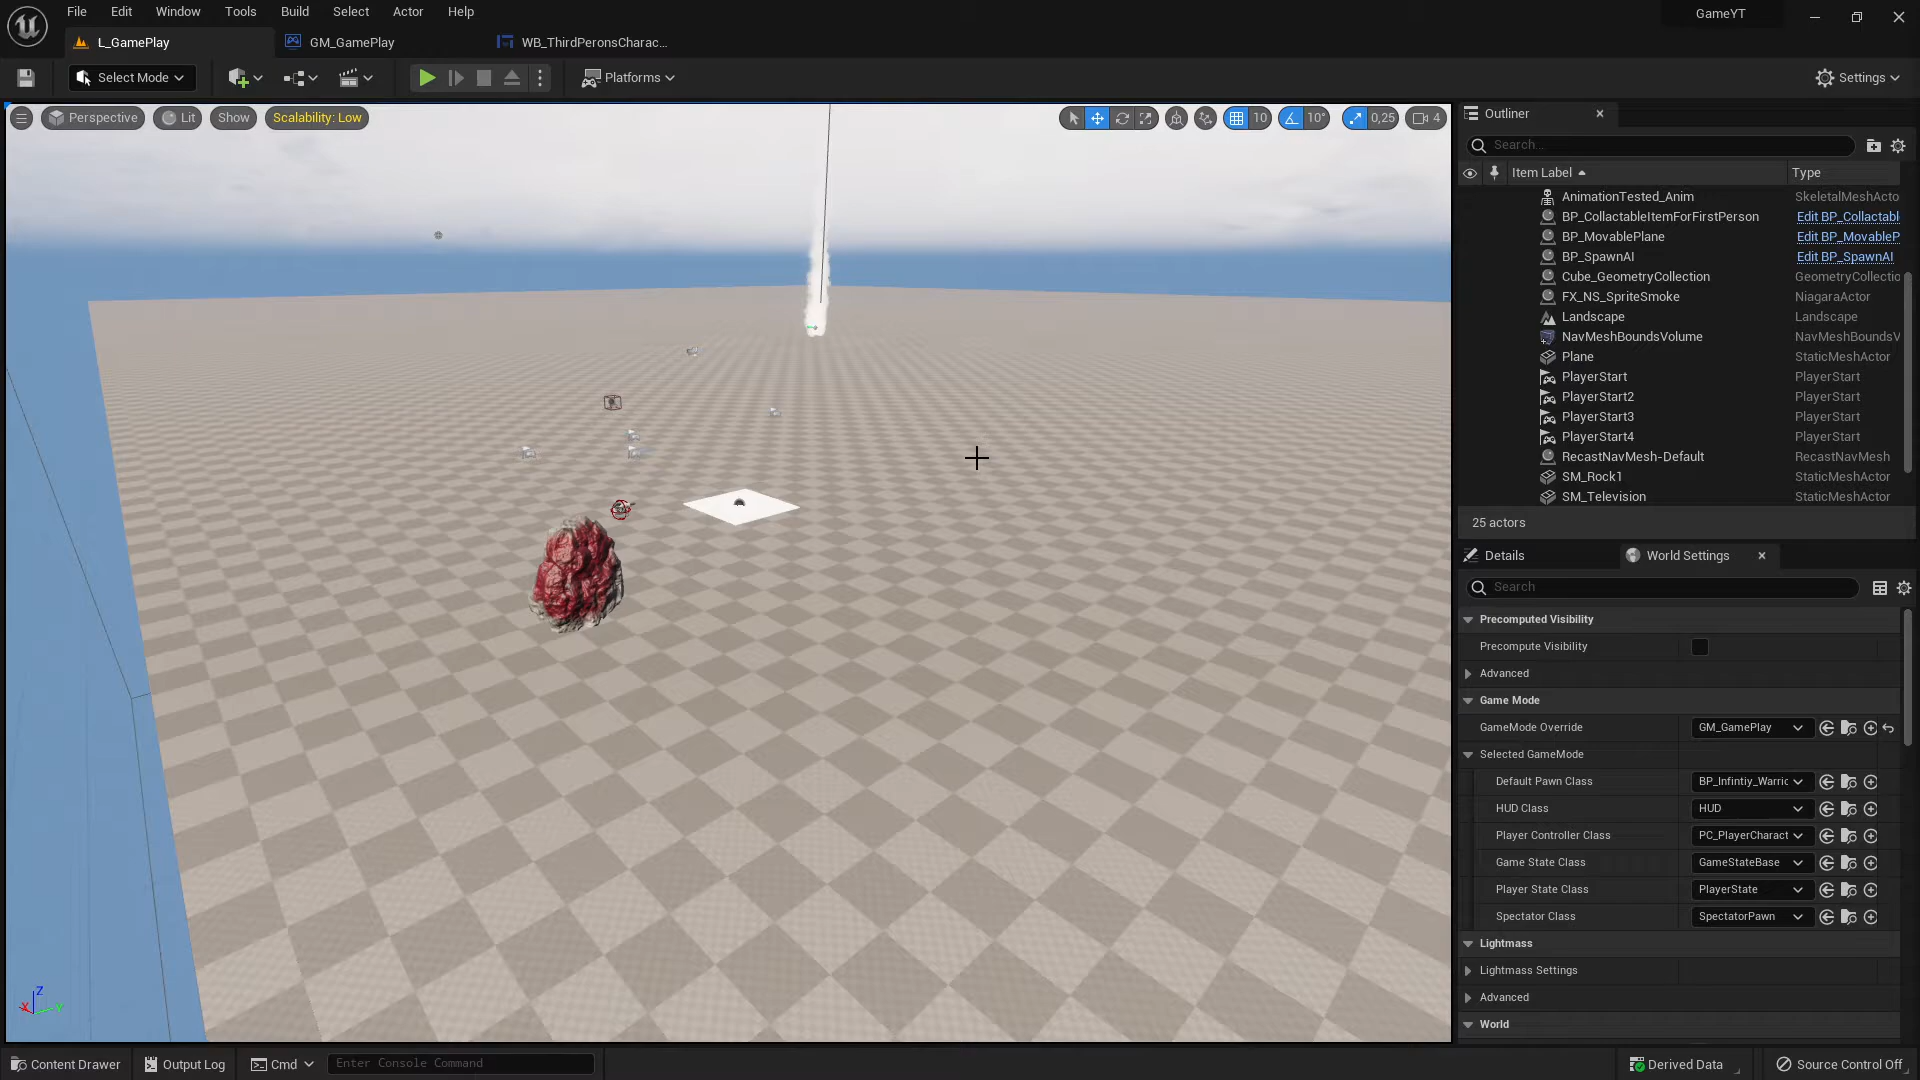 File Edit Window Tools Build Select Actor Help
GameYT
L_GamePlay
GM_GamePlay
WB_ThirdPeronsCharac...
Select Mode
Platforms
Settings
Perspective Lit Show Scalability: Low
10 10° 0,25 4
Outliner
Search...
Item Label Type
AnimationTested_Anim SkeletalMeshActo
BP_CollactableItemForFirstPerson Edit BP_Collactabl
BP_MovablePlane Edit BP_MovableP
BP_SpawnAI Edit BP_SpawnAI
Cube_GeometryCollection GeometryCollectic
FX_NS_SpriteSmoke NiagaraActor
Landscape Landscape
NavMeshBoundsVolume NavMeshBoundsV
Plane StaticMeshActor
PlayerStart PlayerStart
PlayerStart2 PlayerStart
PlayerStart3 PlayerStart
PlayerStart4 PlayerStart
RecastNavMesh-Default RecastNavMesh
SM_Rock1 StaticMeshActor
SM_Television StaticMeshActor
25 actors
Details World Settings
Search
Precomputed Visibility
Precompute Visibility
Advanced
Game Mode
GameMode Override GM_GamePlay
Selected GameMode
Default Pawn Class BP_Infintiy_Warric
HUD Class HUD
Player Controller Class PC_PlayerCharact
Game State Class GameStateBase
Player State Class PlayerState
Spectator Class SpectatorPawn
Lightmass
Lightmass Settings
Advanced
World
Z
X Y
Content Drawer Output Log Cmd Enter Console Command
Derived Data Source Control Off